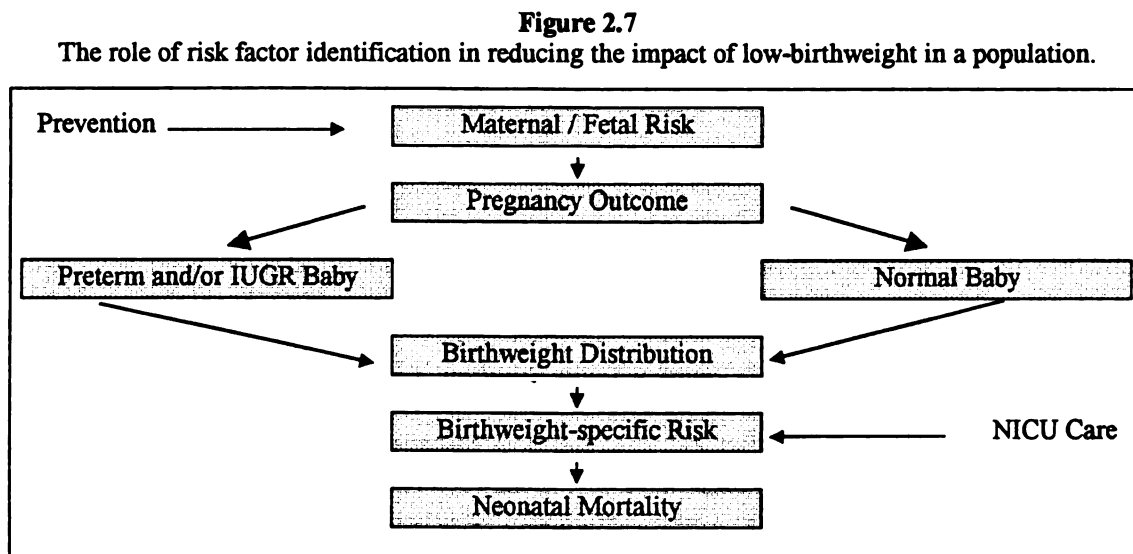 Figure 2.7
The role of risk factor identification in reducing the impact of low-birthweight in a population.
Prevention
Maternal / Fetal Risk
Pregnancy Outcome
Preterm and/or IUGR Baby
Normal Baby
Birthweight Distribution
Birthweight-specific Risk
NICU Care
Neonatal Mortality